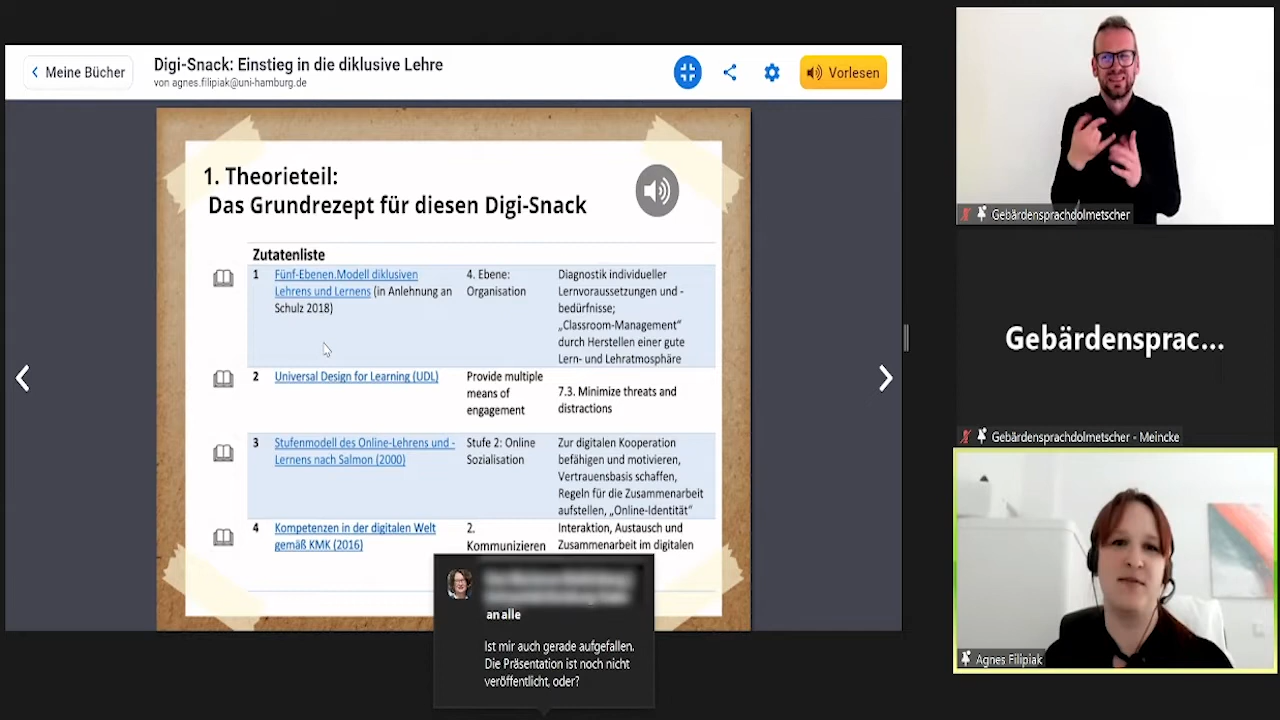 Meine Bücher
Digi-Snack: Einstieg in die diklusive Lehre
von agnes.filipiak@uni-hamburg.de
Vorlesen
1. Theorieteil:
Das Grundrezept für diesen Digi-Snack
Zutatenliste
1 Fünf-Ebenen.Modell diklusiven
Lehrens und Lernens (in Anlehnung an
Schulz 2018)
4. Ebene:
Organisation
Diagnostik individueller
Lernvoraussetzungen und -
bedürfnisse;
„Classroom-Management“
durch Herstellen einer gute
Lern- und Lehratmosphäre
2 Universal Design for Learning (UDL)
Provide multiple
means of
engagement
7.3. Minimize threats and
distractions
3 Stufenmodell des Online-Lehrens und -
Lernens nach Salmon (2000)
Stufe 2: Online
Sozialisation
Zur digitalen Kooperation
befähigen und motivieren,
Vertrauensbasis schaffen,
Regeln für die Zusammenarbeit
aufstellen, „Online-Identität“
4 Kompetenzen in der digitalen Welt
gemäß KMK (2016)
2.
Kommunizieren
Interaktion, Austausch und
Zusammenarbeit im digitalen
an alle
Ist mir auch gerade aufgefallen.
Die Präsentation ist noch nicht
veröffentlicht, oder?
Gebärdensprachdolmetscher
Gebärdensprac...
Gebärdensprachdolmetscher - Meincke
Agnes Filipiak